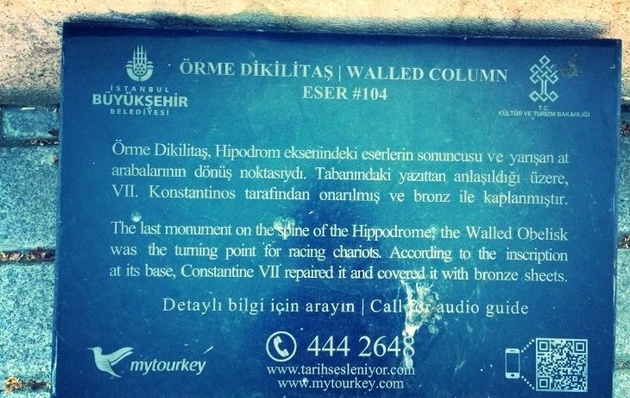 ÖRME DİKİLİTAŞ | WALLED COLUMN
ESER #104
İSTANBUL
BÜYÜKŞEHİR
BELEDİYESİ
T.C.
KÜLTÜR VE TURİZM BAKANLIĞI
Örme Dikilitaş, Hipodrom eksenindeki eserlerin sonuncusu ve yarışan at
arabalarının dönüş noktasıydı. Tabanındaki yazıttan anlaşıldığı üzere,
VII. Konstantinos tarafından onarılmış ve bronz ile kaplanmıştır.
The last monument on the spine of the Hippodrome, the Walled Obelisk
was the turning point for racing chariots. According to the inscription
at its base, Constantine VII repaired it and covered it with bronze sheets.
Detaylı bilgi için arayın | Call for audio guide
444 2648
www.tarihsesleniyor.com
www.mytourkey.com
mytourkey